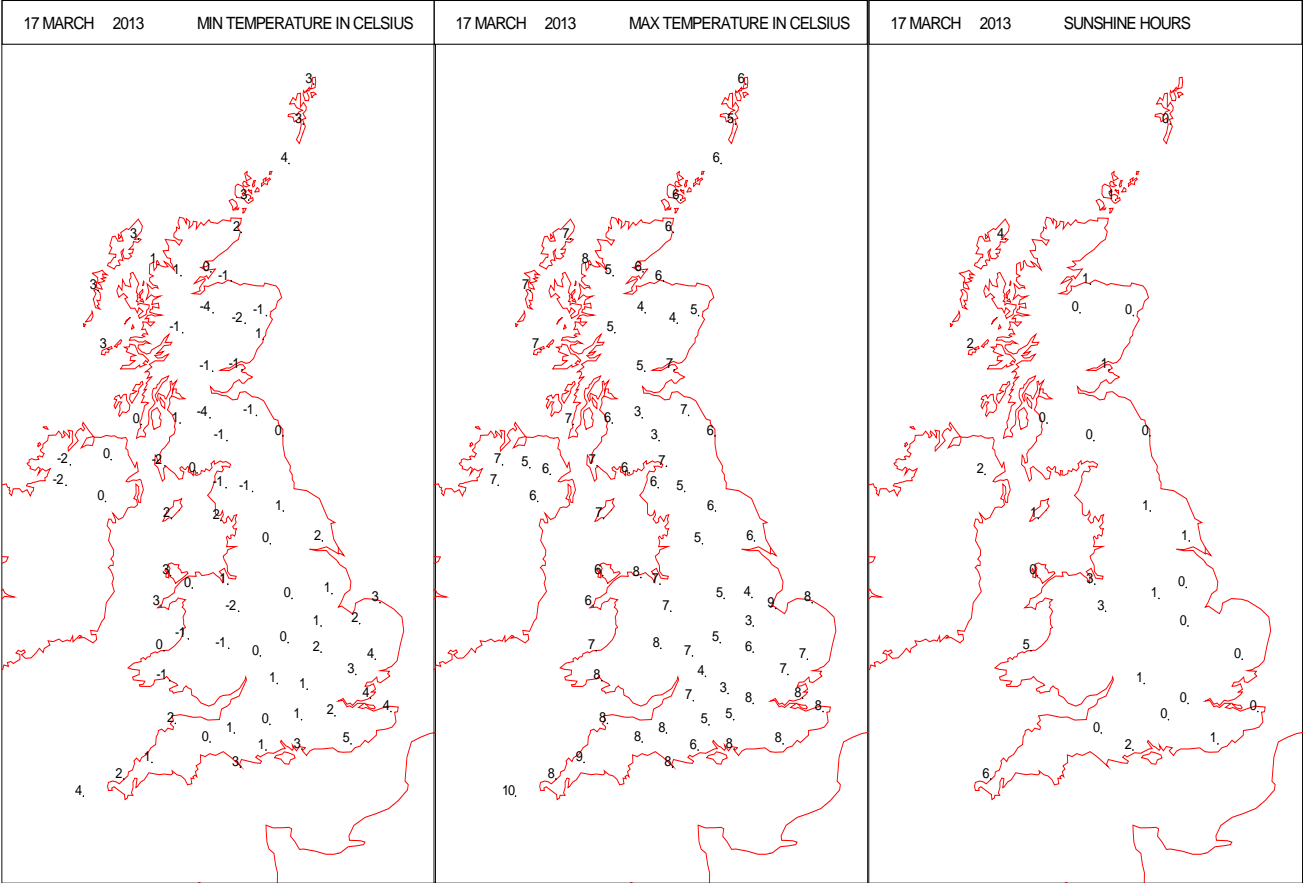 17 MARCH 2013 MIN TEMPERATURE IN CELSIUS
3.
3.
4.
3.
2.
3.
1. 1. 0. -1.
3.
-4. -2. -1.
-1. 1.
3.
-1. -1.
0. 1. -4. -1.
-1. 0.
-2. 0. -2. 0.
-2. -1. -1.
0. 1.
2. 2.
0. 2.
3. 0. 1.
0. 1. 3.
3. -2. 1. 2.
-1. -1. 0. 2.
0. 0. 4.
-1. 1. 1. 3.
4. 4.
2. 0. 1. 2.
1. 0. 1. 3. 5.
1. 3.
2.
4.
17 MARCH 2013 MAX TEMPERATURE IN CELSIUS
6.
5.
6.
6.
6.
7.
8. 5. 6. 6.
7.
4. 4. 5.
5.
7.
5. 7.
7. 6. 3. 7.
3. 6.
7. 5. 6. 7. 6. 7.
7. 6. 5.
6. 6.
7.
5. 6.
6. 8. 7.
5. 4. 8.
6. 7. 9.
3.
7. 8. 5. 6.
7. 7.
8. 4. 7.
7. 3. 8. 8. 8.
8. 8. 5. 5.
8. 6. 8. 8.
9. 8.
8.
10.
17 MARCH 2013 SUNSHINE HOURS
0.
1.
4.
1.
0. 0.
2.
1.
0. 0. 0.
2.
1. 1.
1.
0. 3. 0.
3. 1.
0.
5. 0.
1.
0. 0.
0. 0.
2. 1.
6.